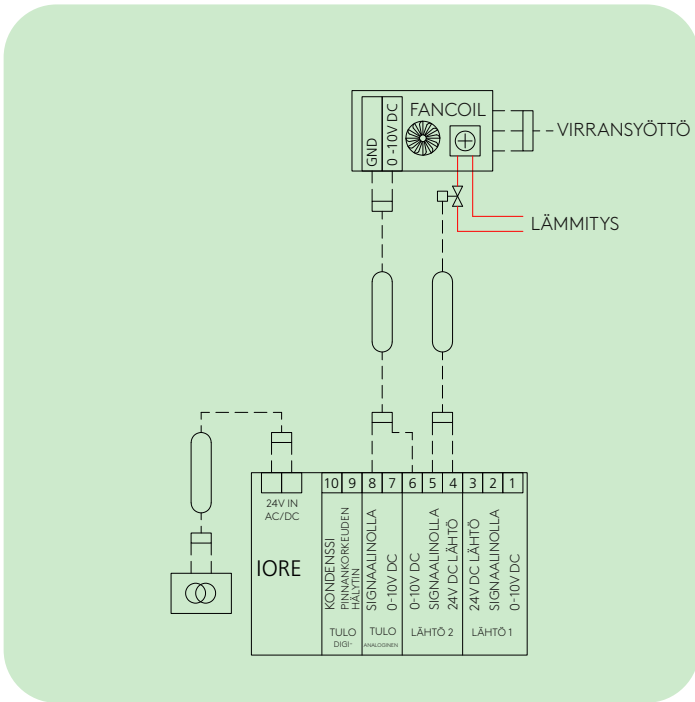 FANCOIL
GND
0 -10V DC
VIRRANSYÖTTÖ
LÄMMITYS
24V IN
AC/DC
IORE
10 9 8 7 6 5 4 3 2 1
KONDENSSI
PINNANKORKEUDEN
HÄLYTIN
SIGNAALINOLLA
0-10V DC
0-10V DC
SIGNAALINOLLA
24V DC LÄHTÖ
24V DC LÄHTÖ
SIGNAALINOLLA
0-10V DC
TULO
DIGI-
TULO
ANALOGINEN
LÄHTÖ 2
LÄHTÖ 1